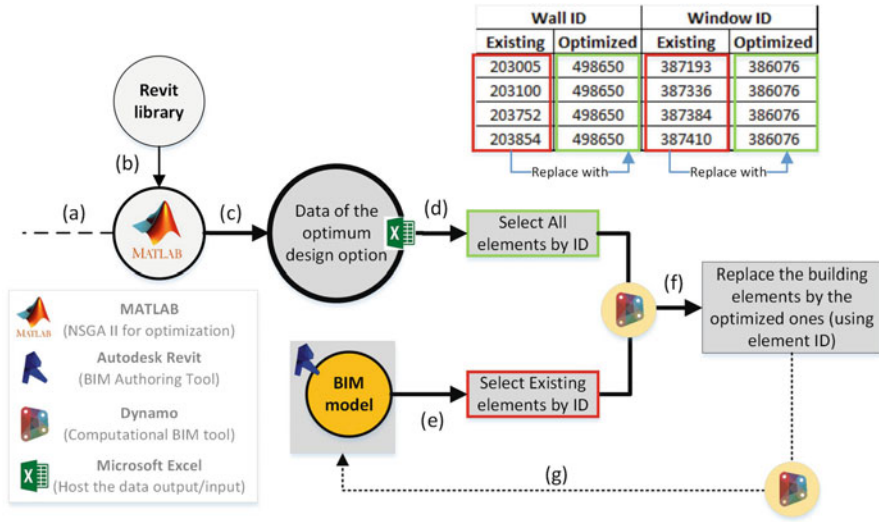 Wall ID Window ID
Existing Optimized Existing Optimized
203005 498650 387193 386076
203100 498650 387336 386076
203752 498650 387384 386076
203854 498650 387410 386076
Replace with Replace with
Revit
library
(b)
(a)
MATLAB
(c)
Data of the
optimum
design option
X
(d)
Select All
elements by ID
(f)
Replace the building
elements by the
optimized ones (using
element ID)
MATLAB
MATLAB
(NSGA II for optimization)
Autodesk Revit
(BIM Authoring Tool)
Dynamo
(Computational BIM tool)
X
Microsoft Excel
(Host the data output/input)
BIM
model
(e)
Select Existing
elements by ID
(g)